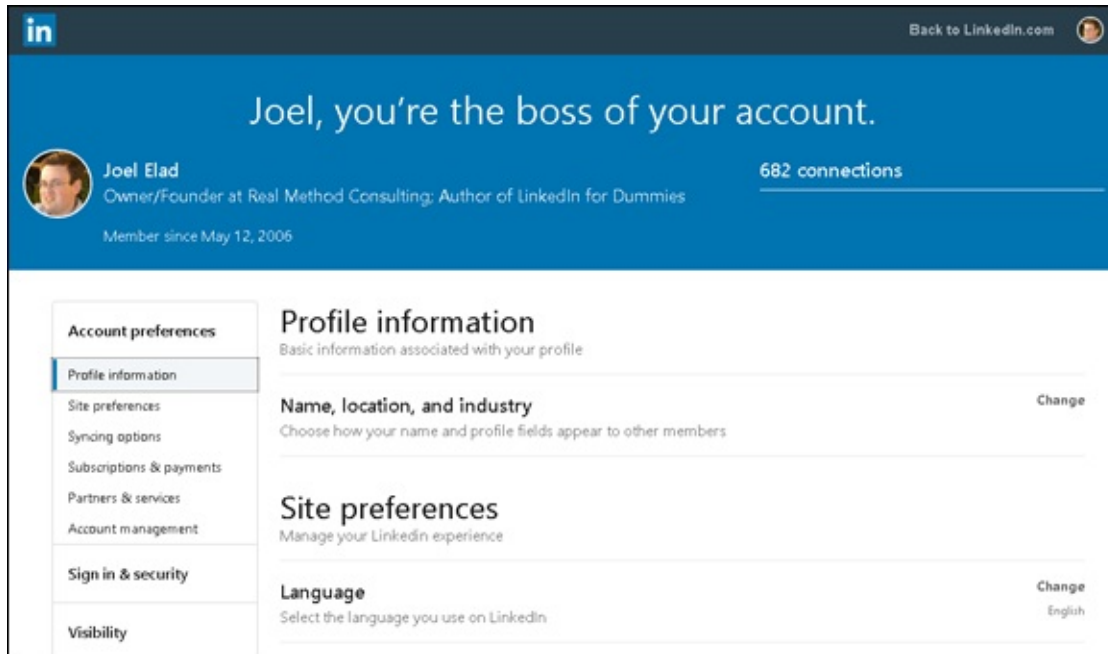 in
Back to LinkedIn.com
Joel, you're the boss of your account.
Joel Elad
Owner/Founder at Real Method Consulting; Author of LinkedIn for Dummies
Member since May 12, 2006
682 connections
Account preferences
Profile information
Site preferences
Syncing options
Subscriptions & payments
Partners & services
Account management
Sign in & security
Visibility
Profile information
Basic information associated with your profile
Name, location, and industry
Change
Choose how your name and profile fields appear to other members
Site preferences
Manage your Linkedin experience
Language
Change
Select the language you use on LinkedIn
English